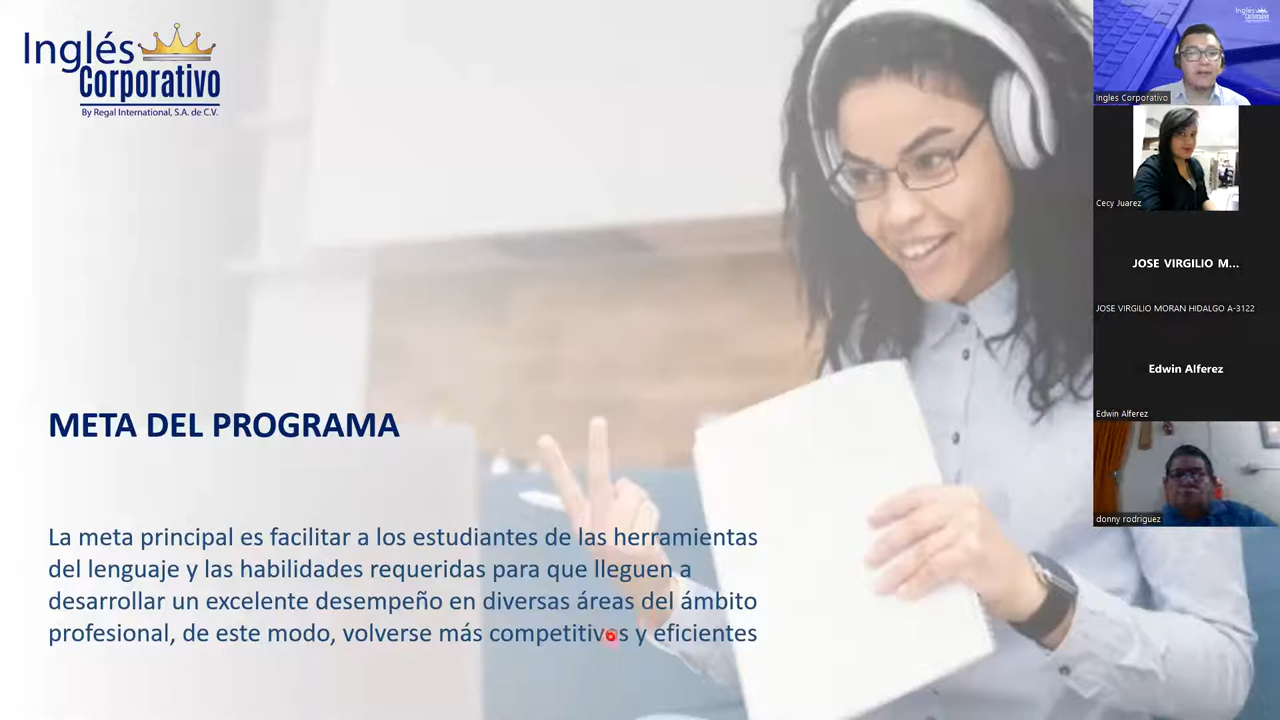 Inglés
Corporativo
By Regal International, S.A. de C.V.
META DEL PROGRAMA
La meta principal es facilitar a los estudiantes de las herramientas
del lenguaje y las habilidades requeridas para que lleguen a
desarrollar un excelente desempeño en diversas áreas del ámbito
profesional, de este modo, volverse más competitivos y eficientes
Inglés
Corporativo
Ingles Corporativo
Cecy Juarez
JOSE VIRGILIO M...
JOSE VIRGILIO MORAN HIDALGO A-3122
Edwin Alferez
Edwin Alferez
donny rodriguez